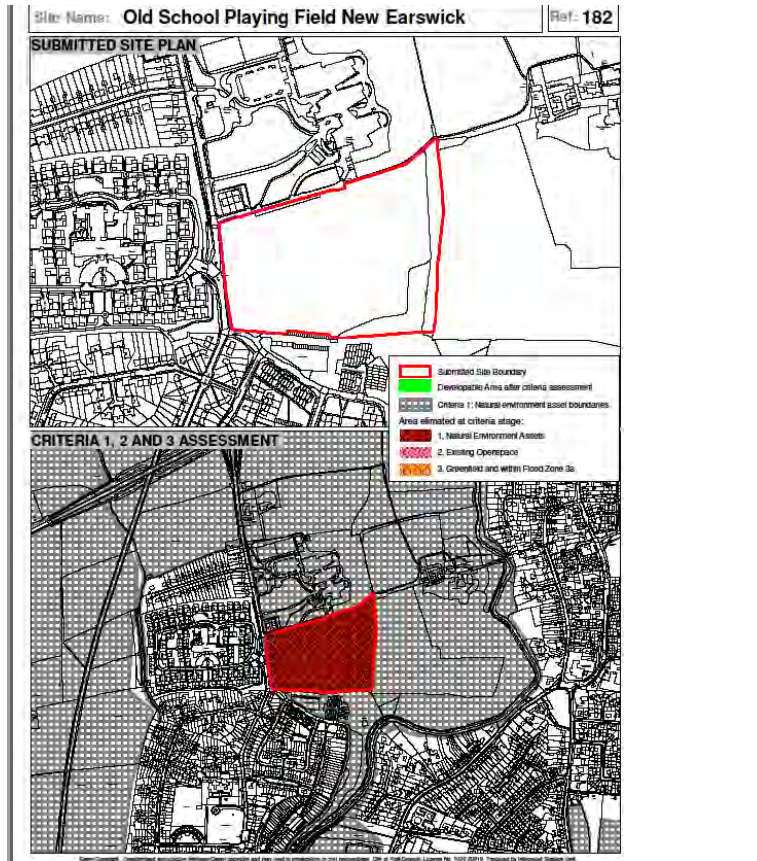 Site Name: Old School Playing Field New Earswick
Ref: 182
SUBMITTED SITE PLAN
Submitted Site Boundary
Developable Area after criteria assessment
Criteria 1: Natural environment asset boundaries
Area elimated at criteria stage:
1. Natural Environment Assets
2. Existing Openspace
3. Greenfield and within Flood Zone 3a
CRITERIA 1, 2 AND 3 ASSESSMENT